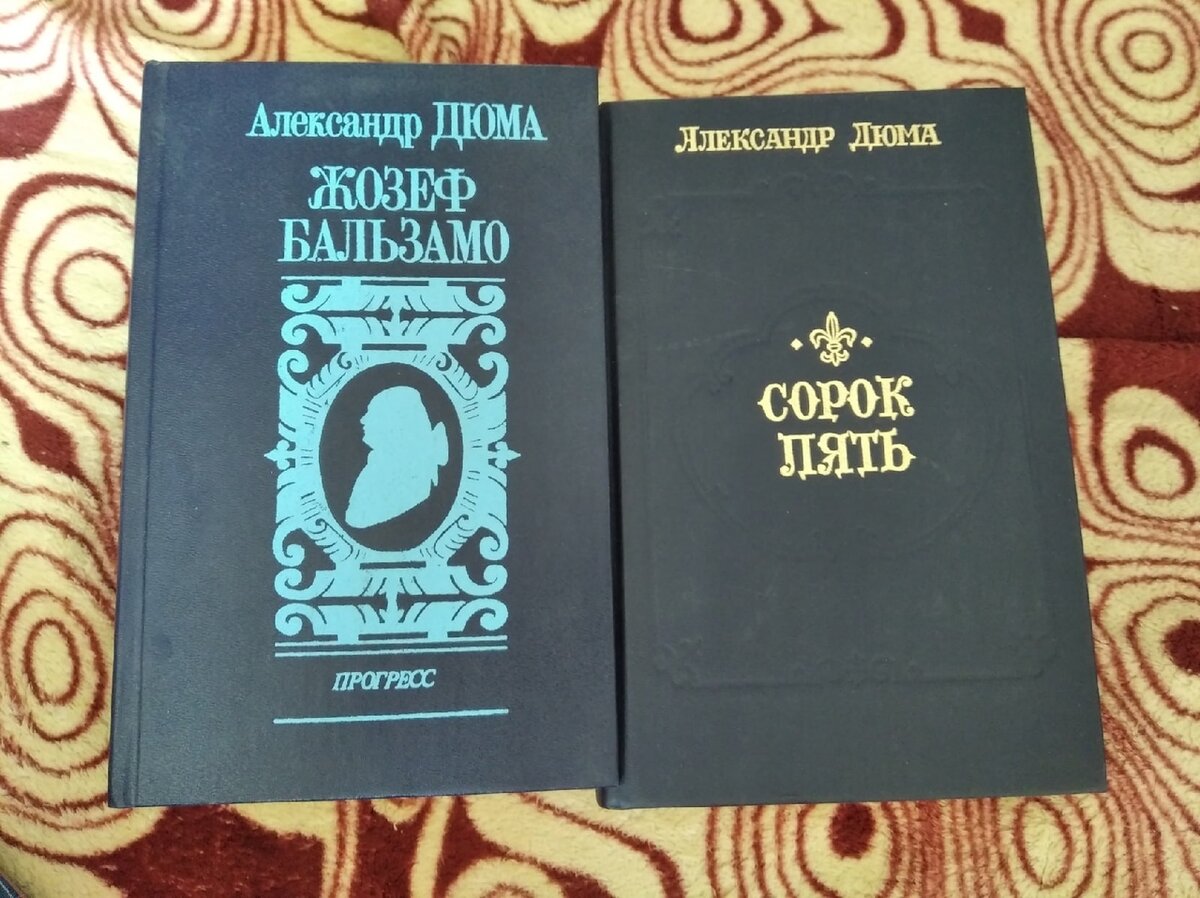 Александр ДЮМА
ЖОЗЕФ
БАЛЬЗАМО
ПРОГРЕСС
АЛЕКСАНДР ДЮМА
СОРОК
ПЯТЬ